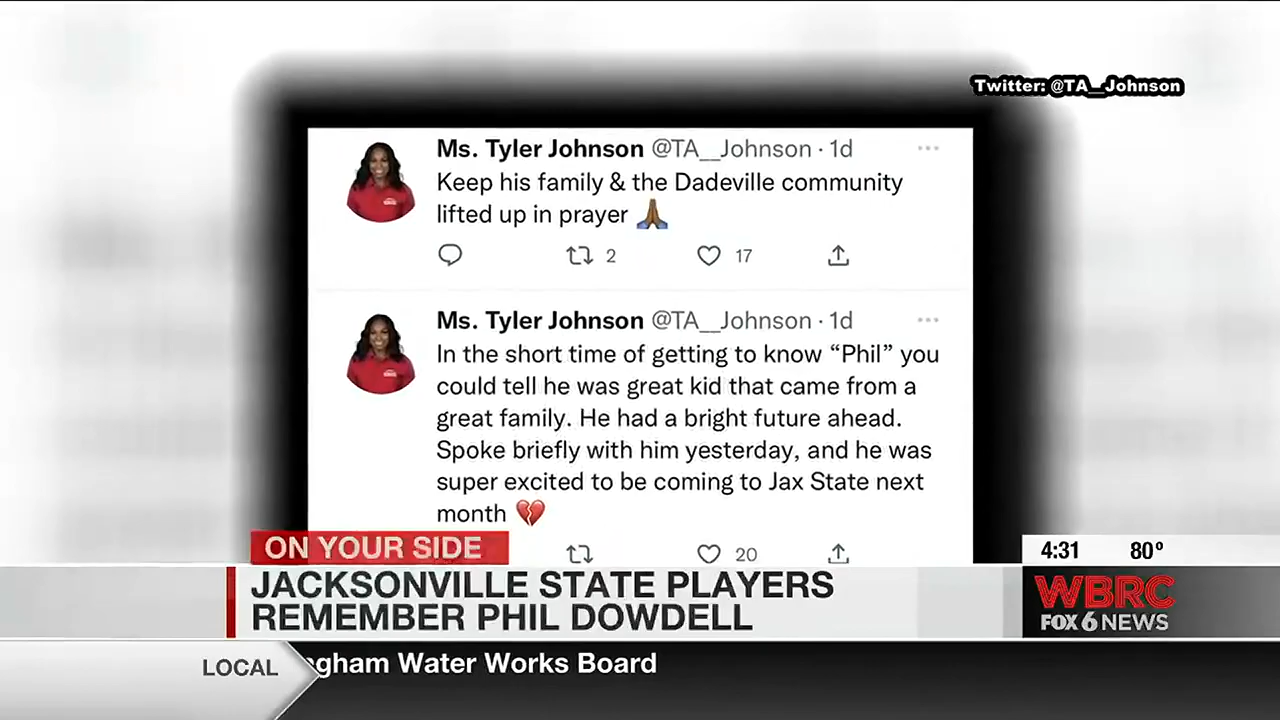 Twitter: @TA__Johnson
Ms. Tyler Johnson @TA__Johnson · 1d
Keep his family & the Dadeville community
lifted up in prayer 🙏🏾
2 17
Ms. Tyler Johnson @TA__Johnson · 1d
In the short time of getting to know “Phil” you
could tell he was great kid that came from a
great family. He had a bright future ahead.
Spoke briefly with him yesterday, and he was
super excited to be coming to Jax State next
month 💔
20
ON YOUR SIDE
JACKSONVILLE STATE PLAYERS
REMEMBER PHIL DOWDELL
4:31 80°
WBRC
FOX 6 NEWS
LOCAL
gham Water Works Board